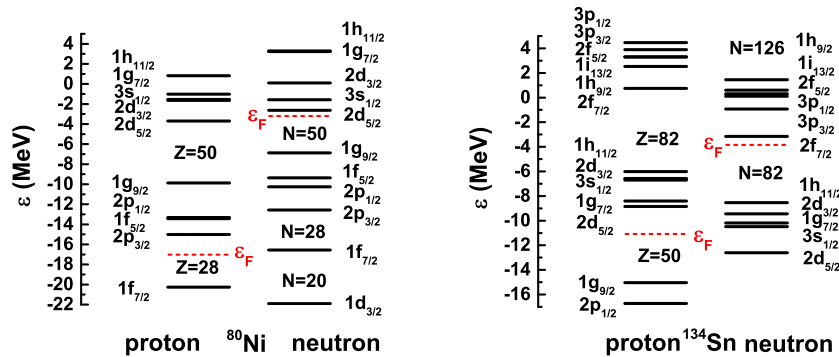 ε (MeV)
4
2
0
-2
-4
-6
-8
-10
-12
-14
-16
-18
-20
-22
1h11/2
1g7/2
3s1/2
2d3/2
2d5/2
Z=50
1g9/2
2p1/2
1f5/2
2p3/2
εF
Z=28
1f7/2
1h11/2
1g7/2
2d3/2
3s1/2
εF
2d5/2
N=50
1g9/2
1f5/2
2p1/2
2p3/2
N=28
1f7/2
N=20
1d3/2
proton 80Ni neutron
ε (MeV)
4
2
0
-2
-4
-6
-8
-10
-12
-14
-16
3p1/2
3p3/2
2f5/2
1i13/2
1h9/2
2f7/2
Z=82
1h11/2
2d3/2
3s1/2
1g7/2
2d5/2
εF
Z=50
1g9/2
2p1/2
N=126
1h9/2
1i13/2
2f5/2
3p1/2
3p3/2
εF
2f7/2
N=82
1h11/2
2d3/2
1g7/2
3s1/2
2d5/2
proton 134Sn neutron